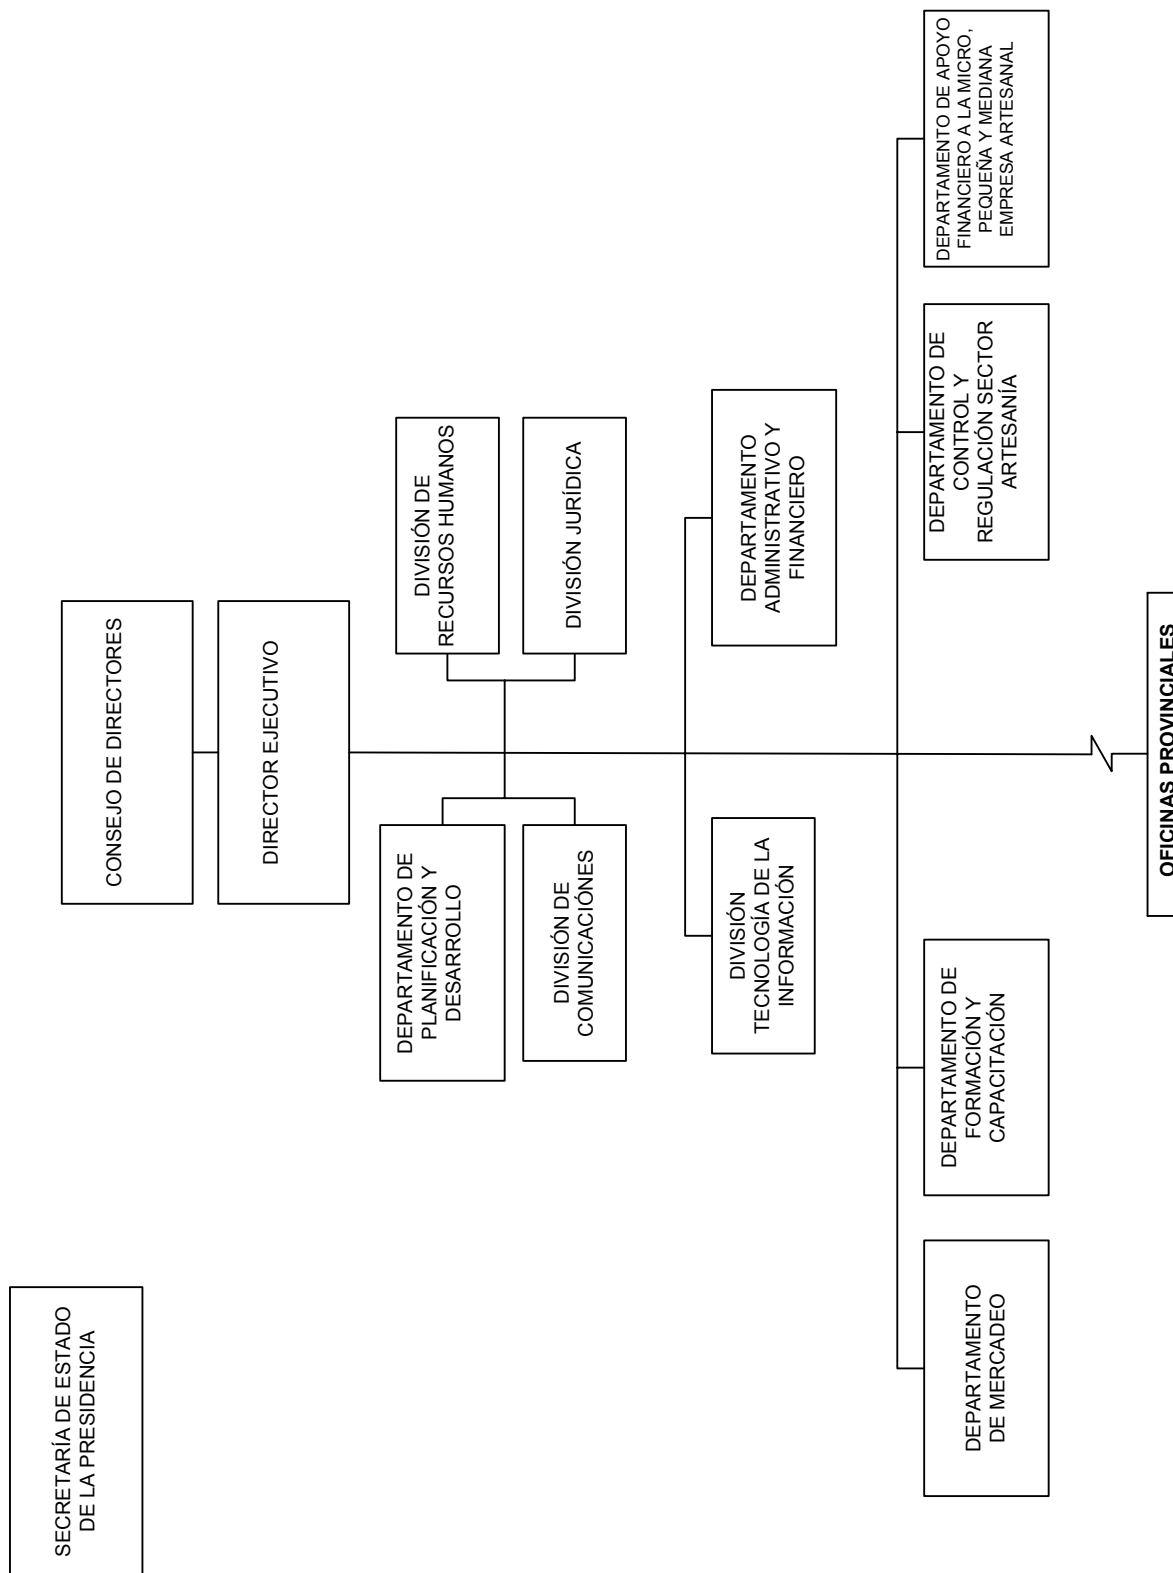 SECRETARÍA DE ESTADO
DE LA PRESIDENCIA
CONSEJO DE DIRECTORES
DIRECTOR EJECUTIVO
DEPARTAMENTO DE
PLANIFICACIÓN Y
DESARROLLO
DIVISIÓN DE
RECURSOS HUMANOS
DIVISIÓN DE
COMUNICACIÓNES
DIVISIÓN JURÍDICA
DIVISIÓN
TECNOLOGÍA DE LA
INFORMACIÓN
DEPARTAMENTO
ADMINISTRATIVO Y
FINANCIERO
DEPARTAMENTO
DE MERCADEO
DEPARTAMENTO DE
FORMACIÓN Y
CAPACITACIÓN
DEPARTAMENTO DE
CONTROL Y
REGULACIÓN SECTOR
ARTESANÍA
DEPARTAMENTO DE APOYO
FINANCIERO A LA MICRO,
PEQUEÑA Y MEDIANA
EMPRESA ARTESANAL
OFICINAS PROVINCIALES